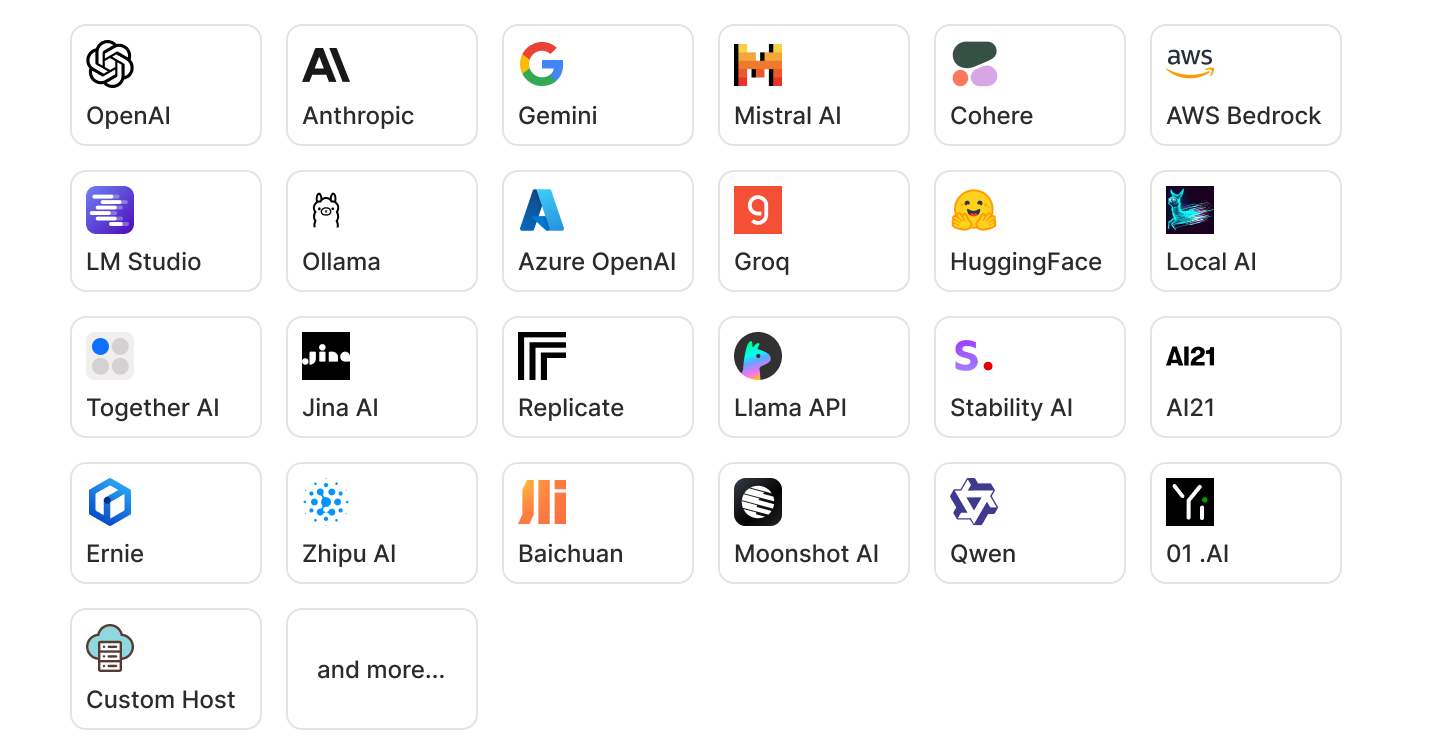 OpenAI
Anthropic
Gemini
Mistral AI
Cohere
aws
AWS Bedrock
LM Studio
Ollama
Azure OpenAI
Groq
HuggingFace
Local AI
Together AI
Jina
Jina AI
Replicate
Llama API
S.
Stability AI
AI21
AI21
Ernie
Zhipu AI
Baichuan
Moonshot AI
Qwen
Yi
01 .AI
Custom Host
and more...